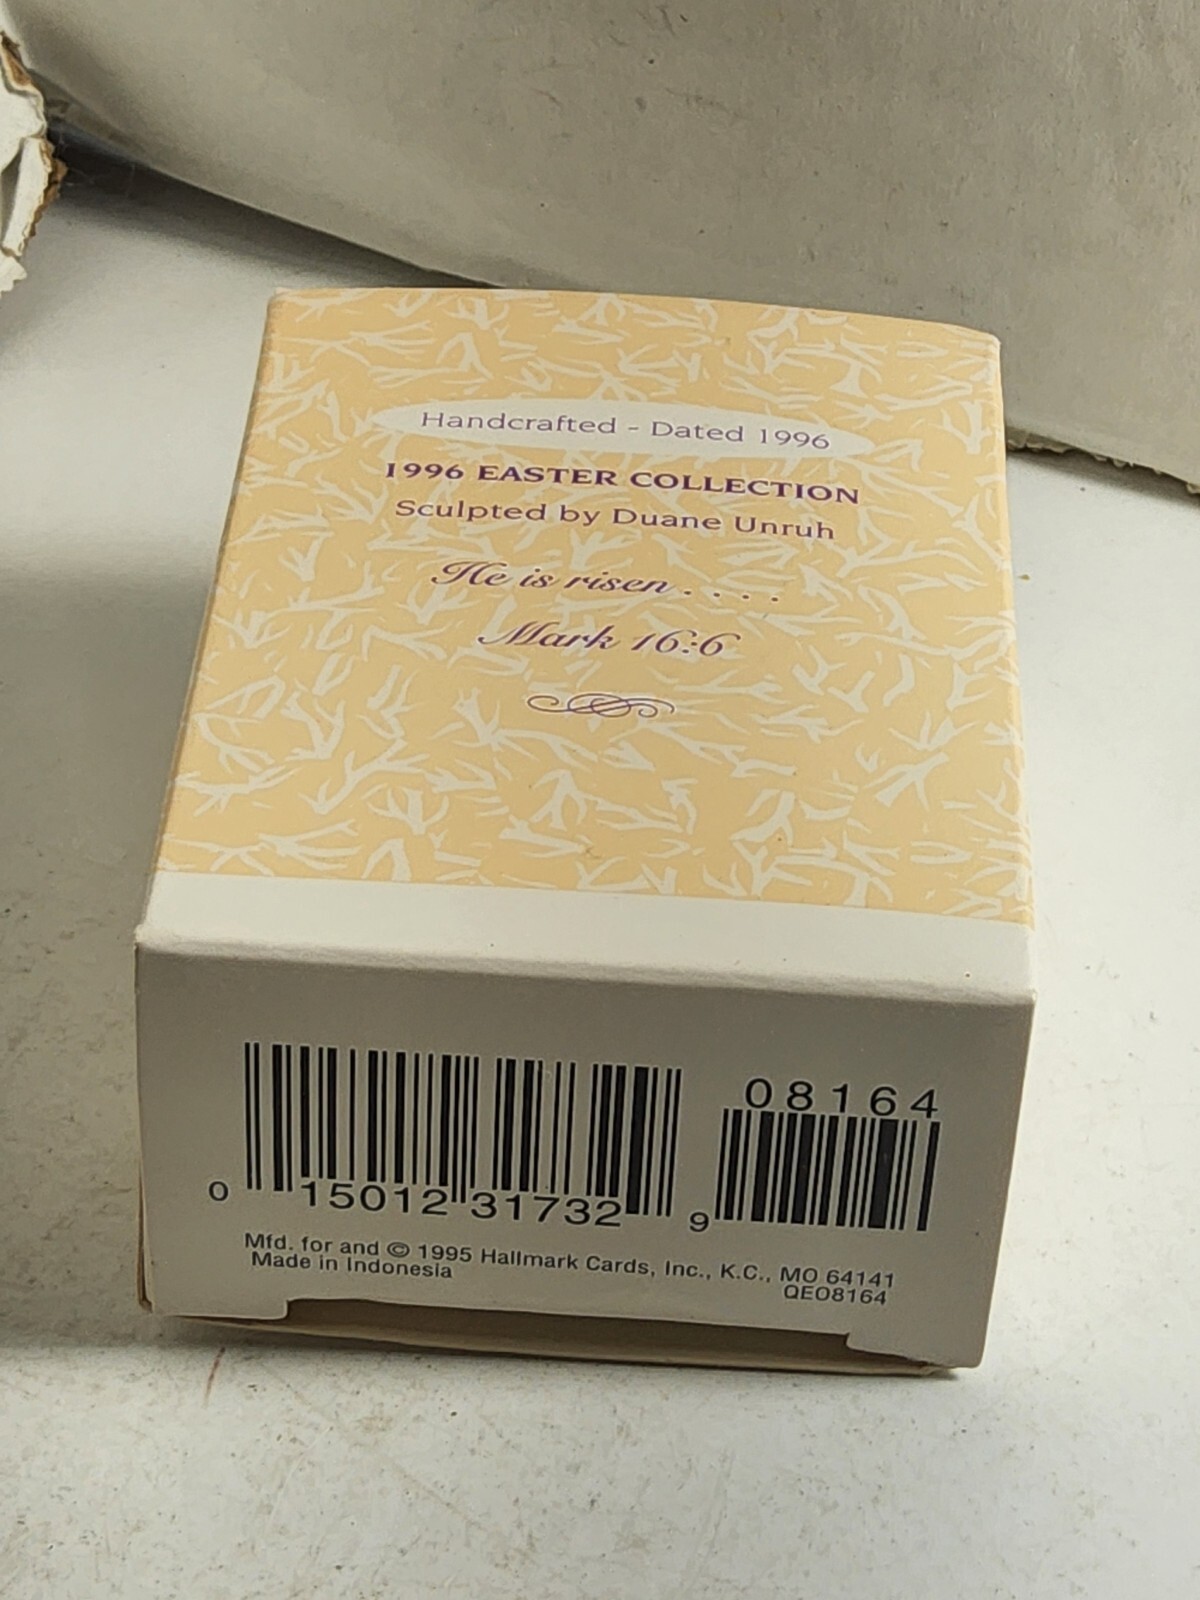 Handcrafted - Dated 1996
1996 EASTER COLLECTION
Sculpted by Duane Unruh
He is risen . . . .
Mark 16:6
08164
0 15012 31732 9
Mfd. for and © 1995 Hallmark Cards, Inc., K.C., MO 64141
Made in Indonesia
QEO8164